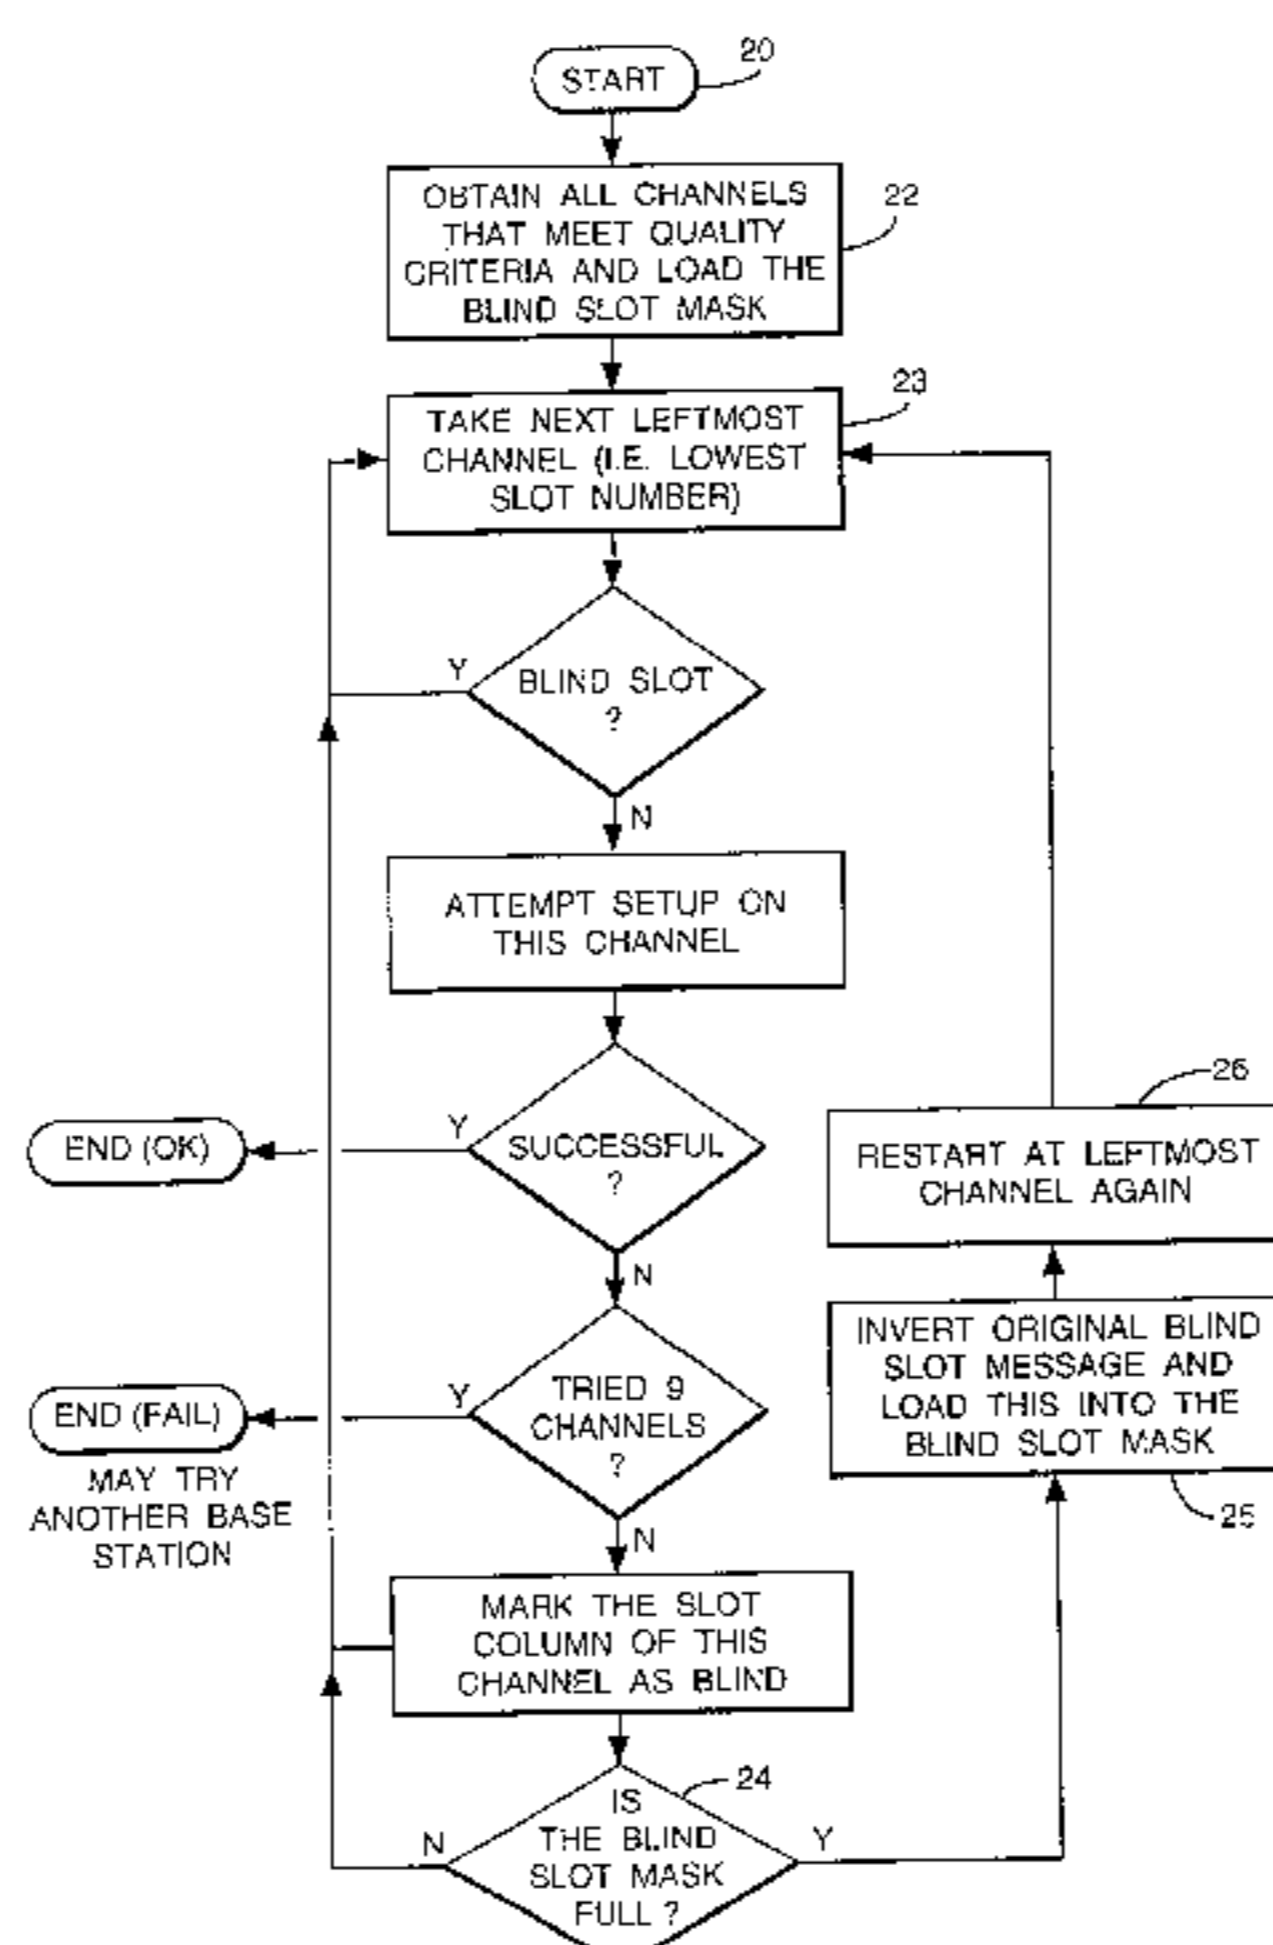 START
20
OBTAIN ALL CHANNELS
THAT MEET QUALITY
CRITERIA AND LOAD THE
BLIND SLOT MASK
22
TAKE NEXT LEFTMOST
CHANNEL (I.E. LOWEST
SLOT NUMBER)
23
BLIND SLOT
?
Y
N
ATTEMPT SETUP ON
THIS CHANNEL
SUCCESSFUL
?
Y
END (OK)
N
TRIED 9
CHANNELS
?
Y
END (FAIL)
MAY TRY
ANOTHER BASE
STATION
N
MARK THE SLOT
COLUMN OF THIS
CHANNEL AS BLIND
IS
THE BLIND
SLOT MASK
FULL ?
24
N
Y
INVERT ORIGINAL BLIND
SLOT MESSAGE AND
LOAD THIS INTO THE
BLIND SLOT MASK
25
RESTART AT LEFTMOST
CHANNEL AGAIN
26